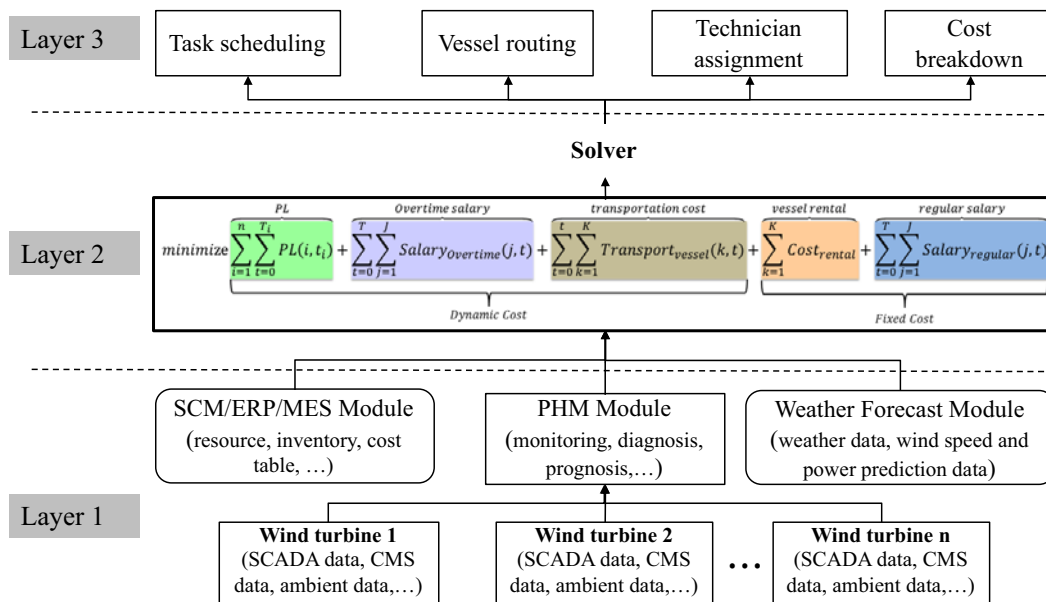 Layer 3
Task scheduling
Vessel routing
Technician
assignment
Cost
breakdown
Solver
Layer 2
PL
Overtime salary
transportation cost
vessel rental
regular salary
minimize ∑_{i=1}^{n} ∑_{t=0}^{T_i} PL(i, t_i) + ∑_{t=0}^{T} ∑_{j=1}^{J} Salary_{Overtime}(j, t) + ∑_{t=0}^{t} ∑_{k=1}^{K} Transport_{vessel}(k, t) + ∑_{k=1}^{K} Cost_{rental} + ∑_{t=0}^{T} ∑_{j=1}^{J} Salary_{regular}(j, t)
Dynamic Cost
Fixed Cost
SCM/ERP/MES Module
(resource, inventory, cost
table, …)
PHM Module
(monitoring, diagnosis,
prognosis,…)
Weather Forecast Module
(weather data, wind speed and
power prediction data)
Layer 1
Wind turbine 1
(SCADA data, CMS
data, ambient data,…)
Wind turbine 2
(SCADA data, CMS
data, ambient data,…)
…
Wind turbine n
(SCADA data, CMS
data, ambient data,…)